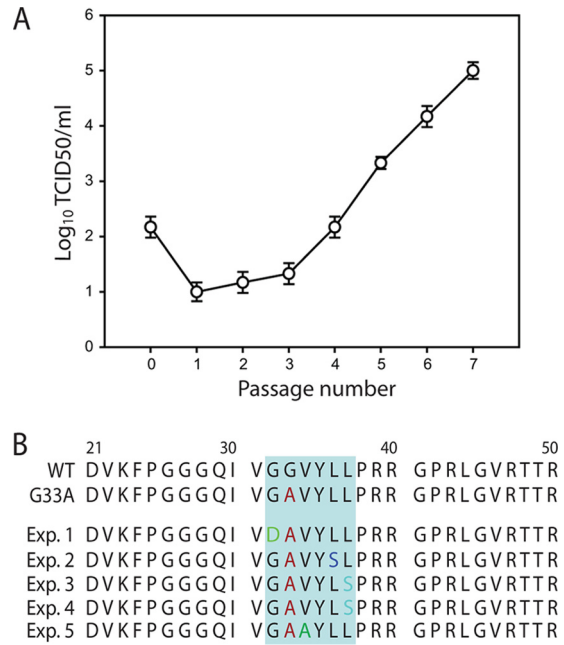 A
6
5
4
3
2
1
0
Log10 TCID50/ml
0 1 2 3 4 5 6 7
Passage number
B
21 30 40 50
WT DVKFPGGGQI VGGVYLLPRR GPRLGVRTTR
G33A DVKFPGGGQI VGAVYLLPRR GPRLGVRTTR
Exp. 1 DVKFPGGGQI VDAVYLLPRR GPRLGVRTTR
Exp. 2 DVKFPGGGQI VGAVYSLPRR GPRLGVRTTR
Exp. 3 DVKFPGGGQI VGAVYLSPRR GPRLGVRTTR
Exp. 4 DVKFPGGGQI VGAVYLSPRR GPRLGVRTTR
Exp. 5 DVKFPGGGQI VGAAYLLPRR GPRLGVRTTR